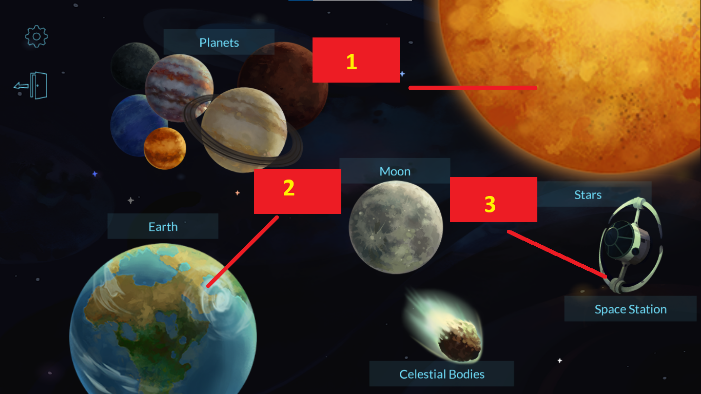 Planets
1
Moon
2
3
Stars
Earth
Space Station
Celestial Bodies